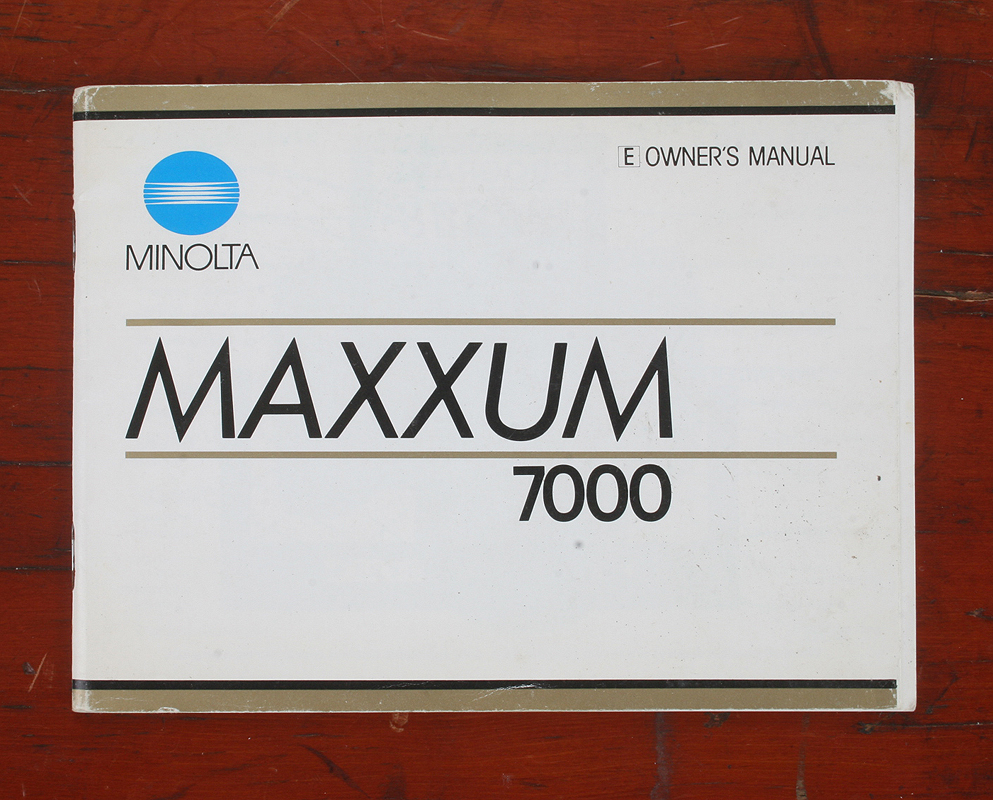 E OWNER'S MANUAL
MINOLTA
MAXXUM
7000